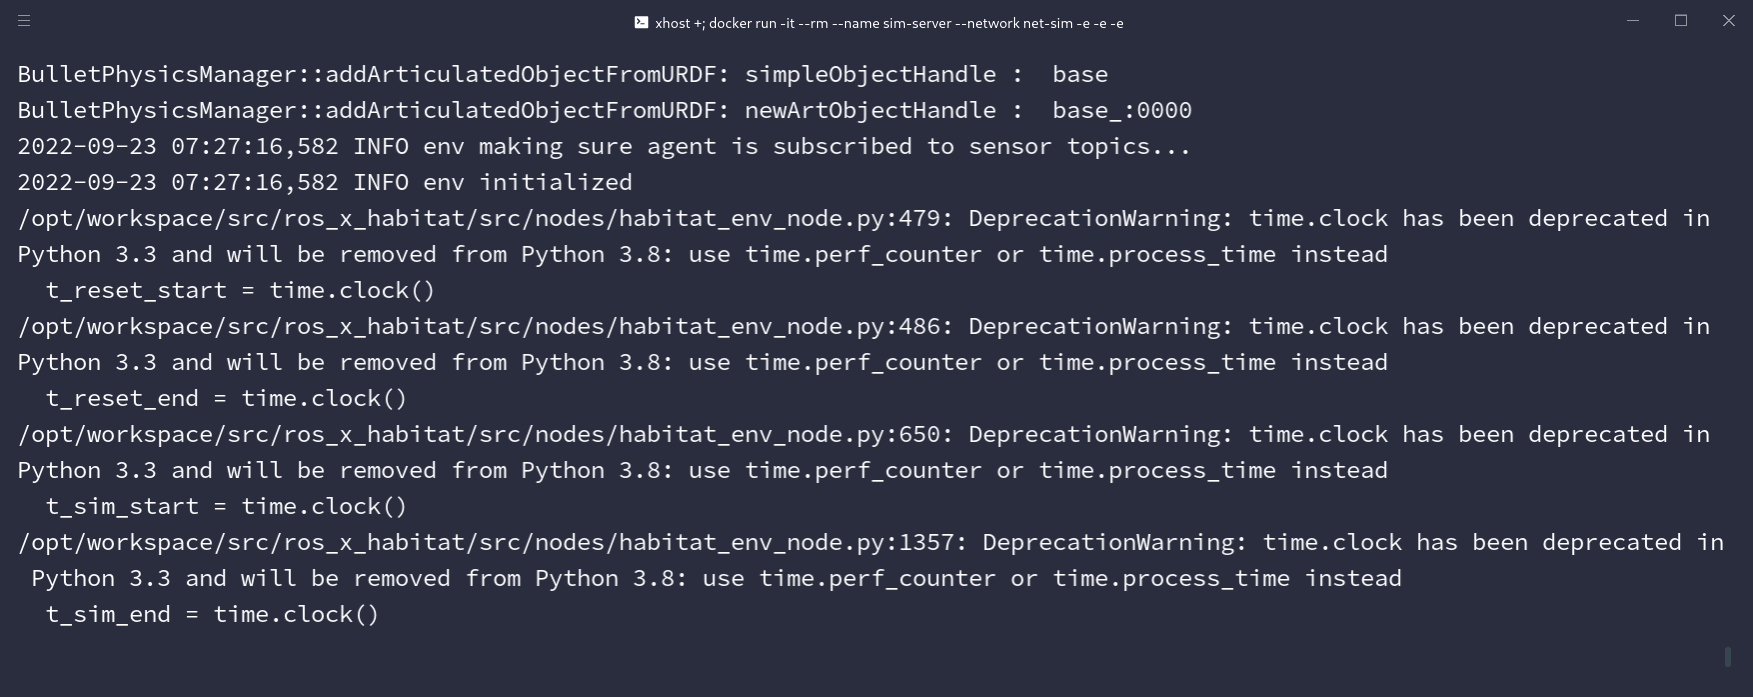 xhost +; docker run -it --rm --name sim-server --network net-sim -e -e -e
BulletPhysicsManager::addArticulatedObjectFromURDF: simpleObjectHandle :  base
BulletPhysicsManager::addArticulatedObjectFromURDF: newArtObjectHandle :  base_:0000
2022-09-23 07:27:16,582 INFO env making sure agent is subscribed to sensor topics...
2022-09-23 07:27:16,582 INFO env initialized
/opt/workspace/src/ros_x_habitat/src/nodes/habitat_env_node.py:479: DeprecationWarning: time.clock has been deprecated in
Python 3.3 and will be removed from Python 3.8: use time.perf_counter or time.process_time instead
  t_reset_start = time.clock()
/opt/workspace/src/ros_x_habitat/src/nodes/habitat_env_node.py:486: DeprecationWarning: time.clock has been deprecated in
Python 3.3 and will be removed from Python 3.8: use time.perf_counter or time.process_time instead
  t_reset_end = time.clock()
/opt/workspace/src/ros_x_habitat/src/nodes/habitat_env_node.py:650: DeprecationWarning: time.clock has been deprecated in
Python 3.3 and will be removed from Python 3.8: use time.perf_counter or time.process_time instead
  t_sim_start = time.clock()
/opt/workspace/src/ros_x_habitat/src/nodes/habitat_env_node.py:1357: DeprecationWarning: time.clock has been deprecated in
 Python 3.3 and will be removed from Python 3.8: use time.perf_counter or time.process_time instead
  t_sim_end = time.clock()